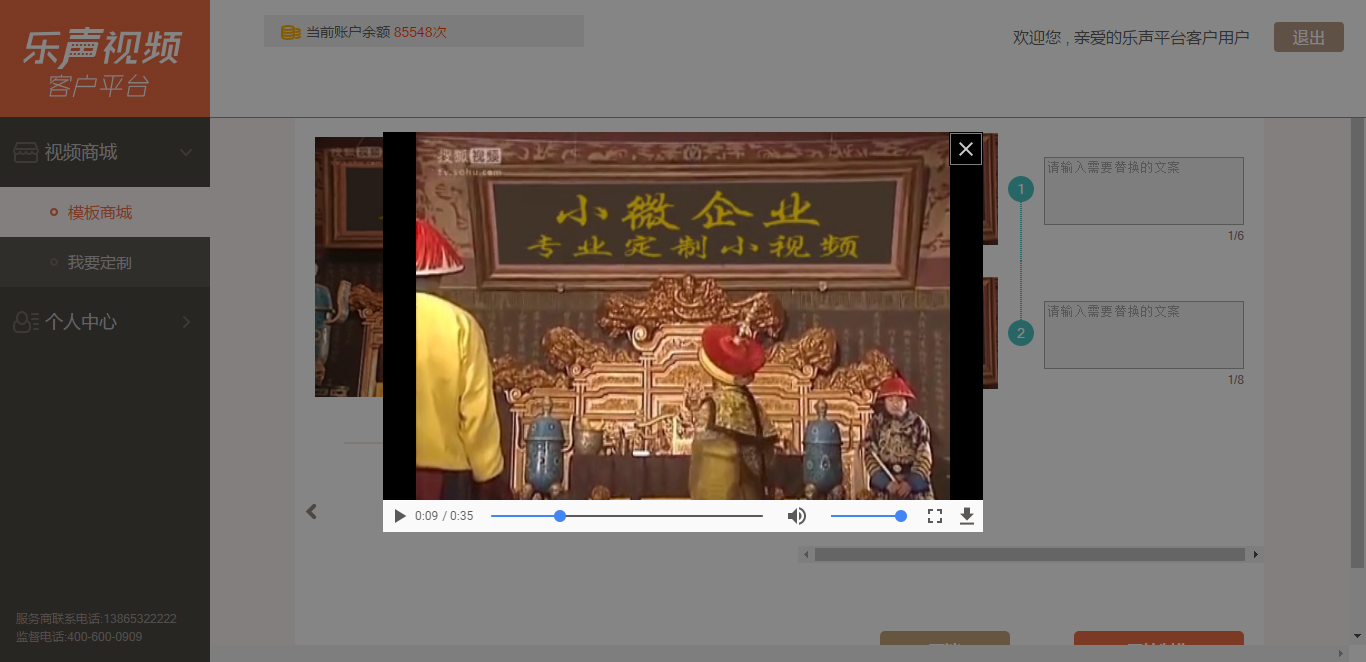 乐声视频
客户平台
当前账户余额 85548次
欢迎您 , 亲爱的乐声平台客户用户
退出
视频商城
模板商城
我要定制
个人中心
服务商联系电话:13865322222
监督电话:400-600-0909
搜狐视频
tv.sohu.com
小微企业
专业定制小视频
0:09 / 0:35
1
请输入需要替换的文案
1/6
2
请输入需要替换的文案
1/8